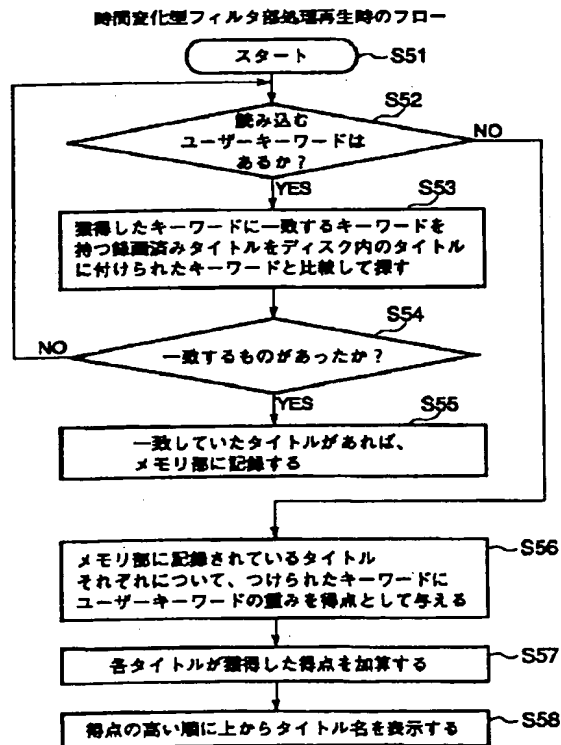 時間変化型フィルタ部処理再生時のフロー
スタート
S51
S52
読み込む
ユーザーキーワードは
あるか？
NO
YES
S53
獲得したキーワードに一致するキーワードを
持つ録画済みタイトルをディスク内のタイトル
に付けられたキーワードと比較して探す
S54
NO
一致するものがあったか？
YES
S55
一致していたタイトルがあれば、
メモリ部に記録する
S56
メモリ部に記録されているタイトル
それぞれについて、つけられたキーワードに
ユーザーキーワードの重みを得点として与える
各タイトルが獲得した得点を加算する
S57
得点の高い順に上からタイトル名を表示する
S58